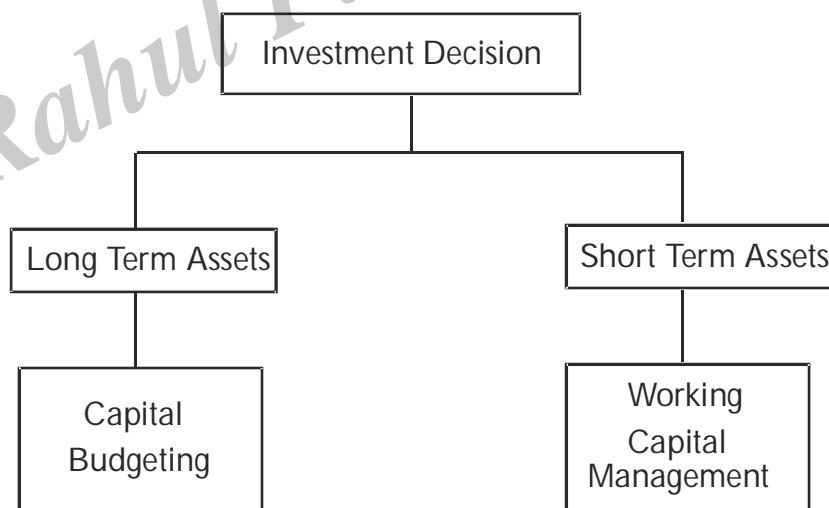 Rahul
Investment Decision
Long Term Assets
Short Term Assets
Capital
Budgeting
Working
Capital
Management